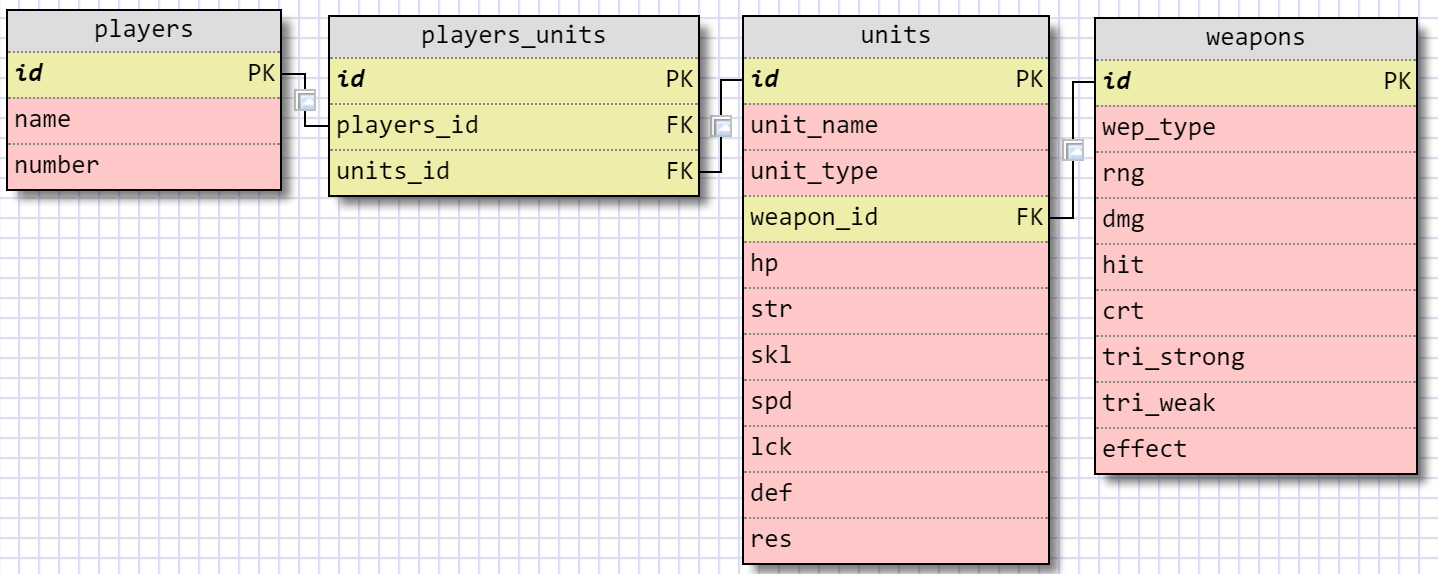 players
id PK
name
number
players_units
id PK
players_id FK
units_id FK
units
id PK
unit_name
unit_type
weapon_id FK
hp
str
skl
spd
lck
def
res
weapons
id PK
wep_type
rng
dmg
hit
crt
tri_strong
tri_weak
effect